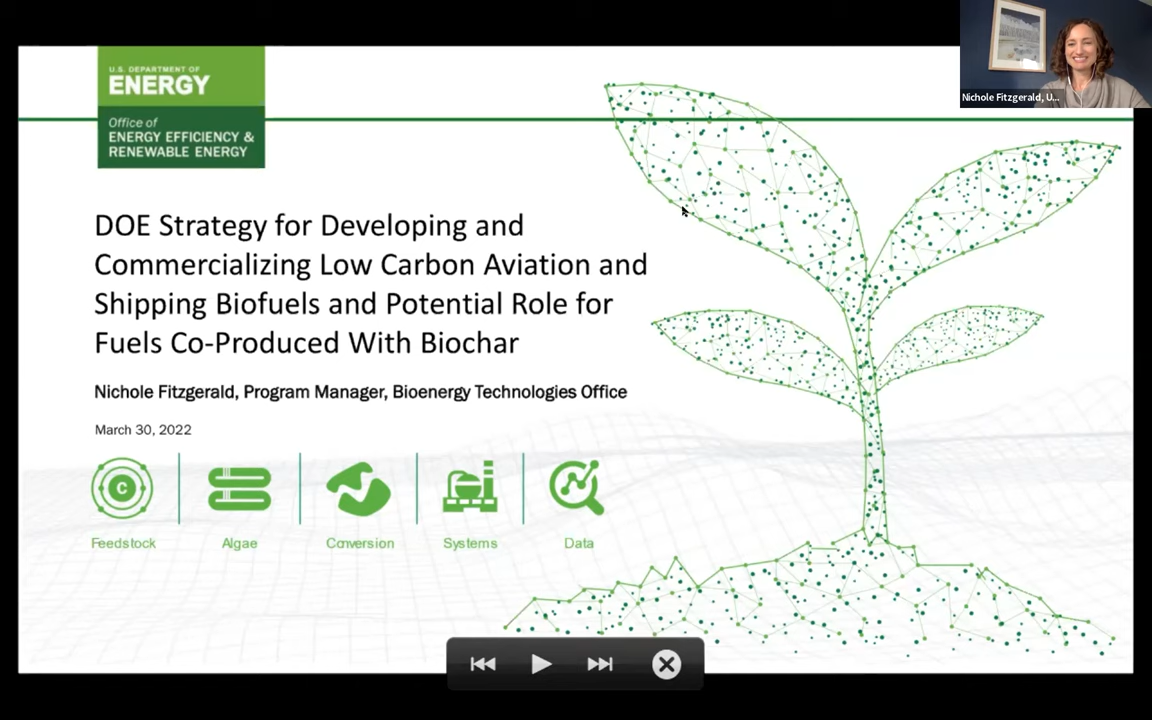 Nichole Fitzgerald, U...
U.S. DEPARTMENT OF
ENERGY
Office of
ENERGY EFFICIENCY &
RENEWABLE ENERGY
DOE Strategy for Developing and
Commercializing Low Carbon Aviation and
Shipping Biofuels and Potential Role for
Fuels Co-Produced With Biochar
Nichole Fitzgerald, Program Manager, Bioenergy Technologies Office
March 30, 2022
C
Feedstock
Algae
Conversion
Systems
Data